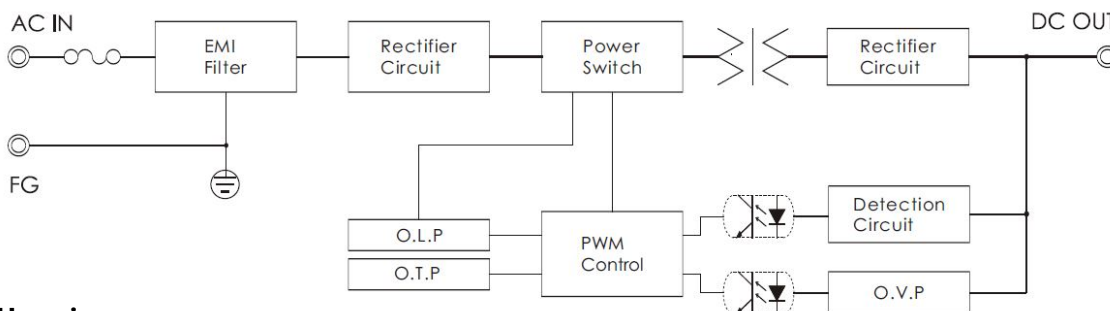 AC IN
DC OUT
EMI
Filter
Rectifier
Circuit
Power
Switch
Rectifier
Circuit
FG
O.L.P
O.T.P
PWM
Control
Detection
Circuit
O.V.P